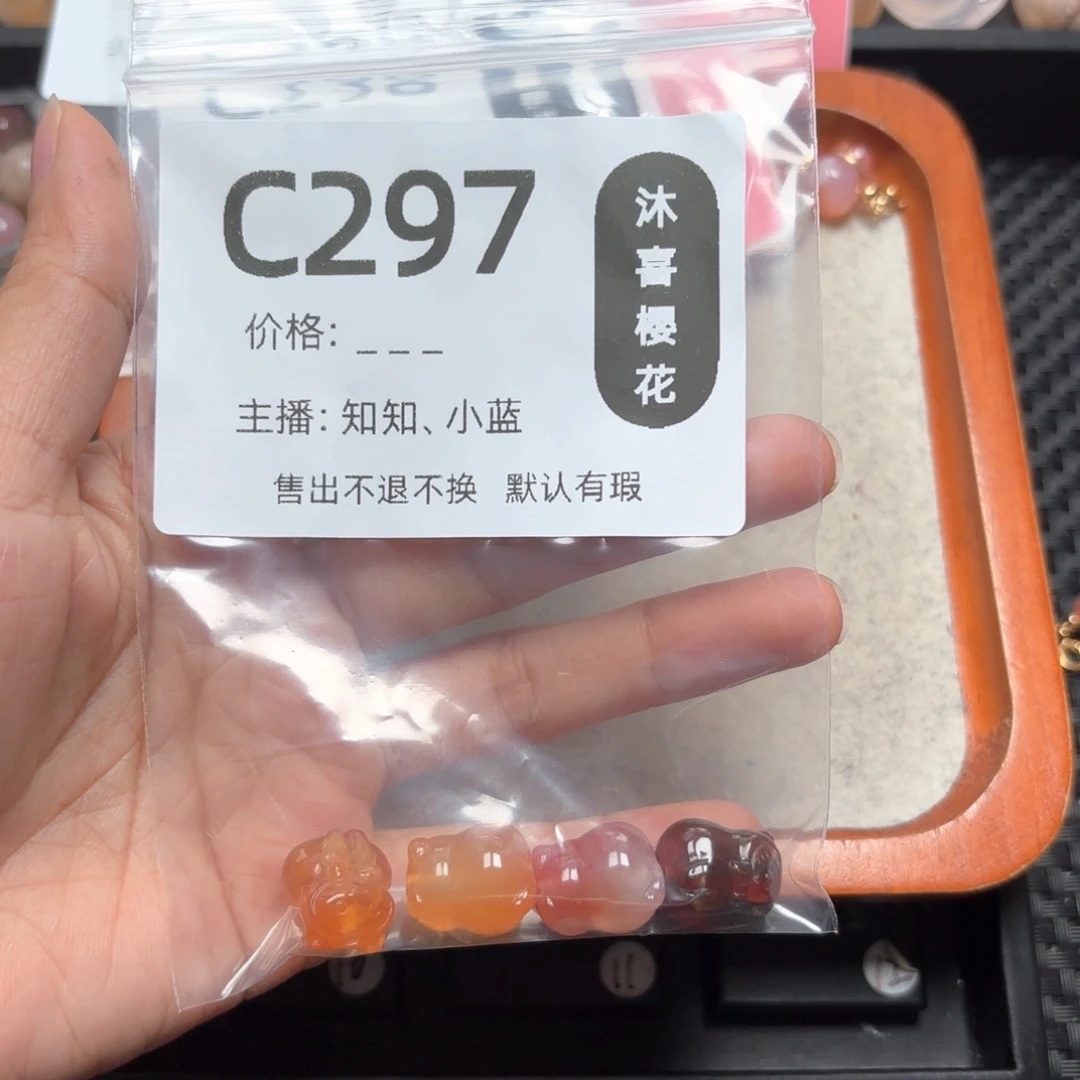 C297
价格: _ _ _
主播: 知知、小蓝
售出不退不换 默认有瑕
沐喜樱花